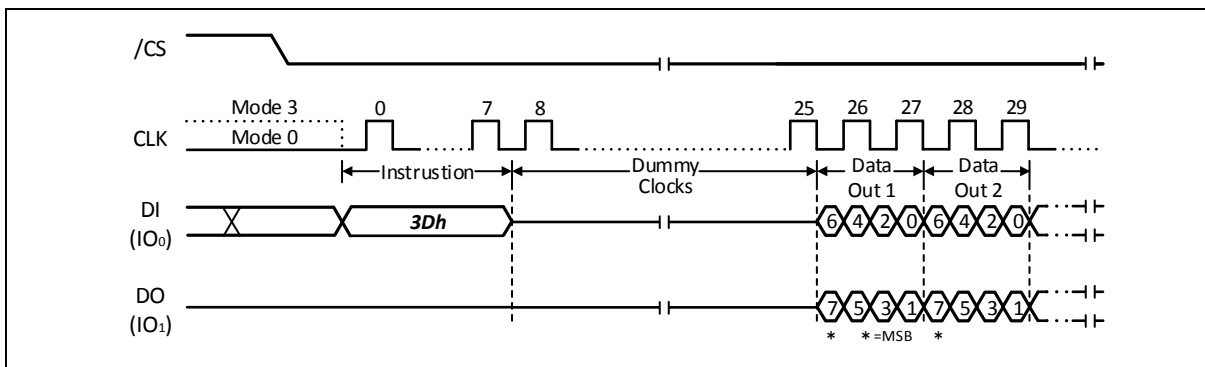 /CS
Mode 3 0 7 8 25 26 27 28 29
CLK Mode 0
Instrustion Dummy Data Data
Clocks Out 1 Out 2
DI
(IO0) 3Dh 6 4 2 0 6 4 2 0
DO
(IO1) 7 5 3 1 7 5 3 1
* * =MSB *